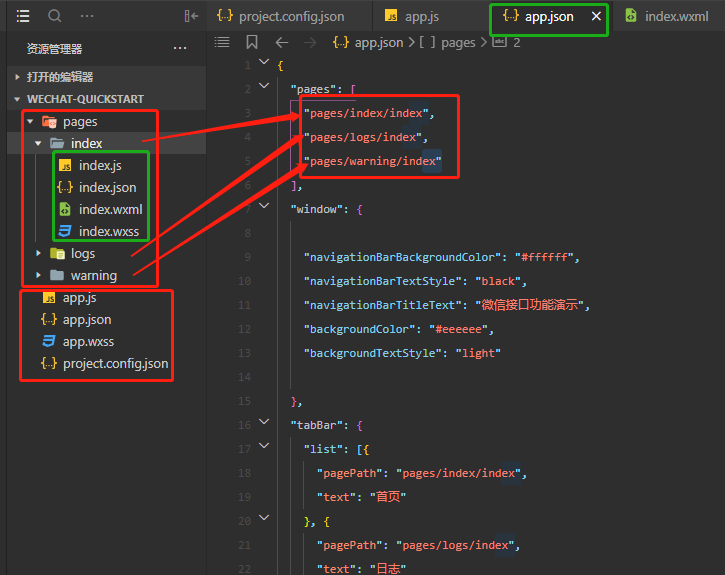 project.config.json
app.js
app.json
index.wxml
资源管理器
app.json > [ ] pages > 2
打开的编辑器
WECHAT-QUICKSTART
pages
index
index.js
index.json
index.wxml
index.wxss
logs
warning
app.js
app.json
app.wxss
project.config.json
1 {
2 "pages": [
3 "pages/index/index",
4 "pages/logs/index",
5 "pages/warning/index"
6 ],
7 "window": {
8
9 "navigationBarBackgroundColor": "#ffffff",
10 "navigationBarTextStyle": "black",
11 "navigationBarTitleText": "微信接口功能演示",
12 "backgroundColor": "#eeeeee",
13 "backgroundTextStyle": "light"
14
15 },
16 "tabBar": {
17 "list": [{
18 "pagePath": "pages/index/index",
19 "text": "首页"
20 }, {
21 "pagePath": "pages/logs/index",
22 "text": "日志"